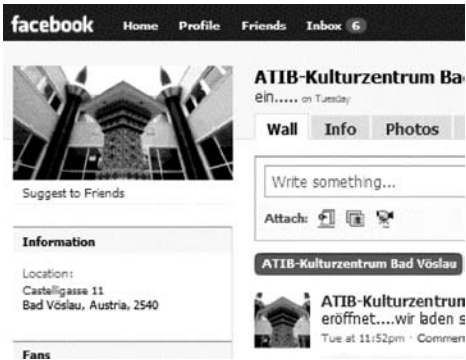 facebook Home Profile Friends Inbox 6
ATIB-Kulturzentrum Ba
ein..... on Tuesday
Wall Info Photos
Write something...
Suggest to Friends
Attach:
Information
ATIB-Kulturzentrum Bad Vöslau
Location:
Castelligasse 11
Bad Vöslau, Austria, 2540
ATIB-Kulturzentrum
eröffnet....wir laden s
Tue at 11:52pm · Commen
Fans